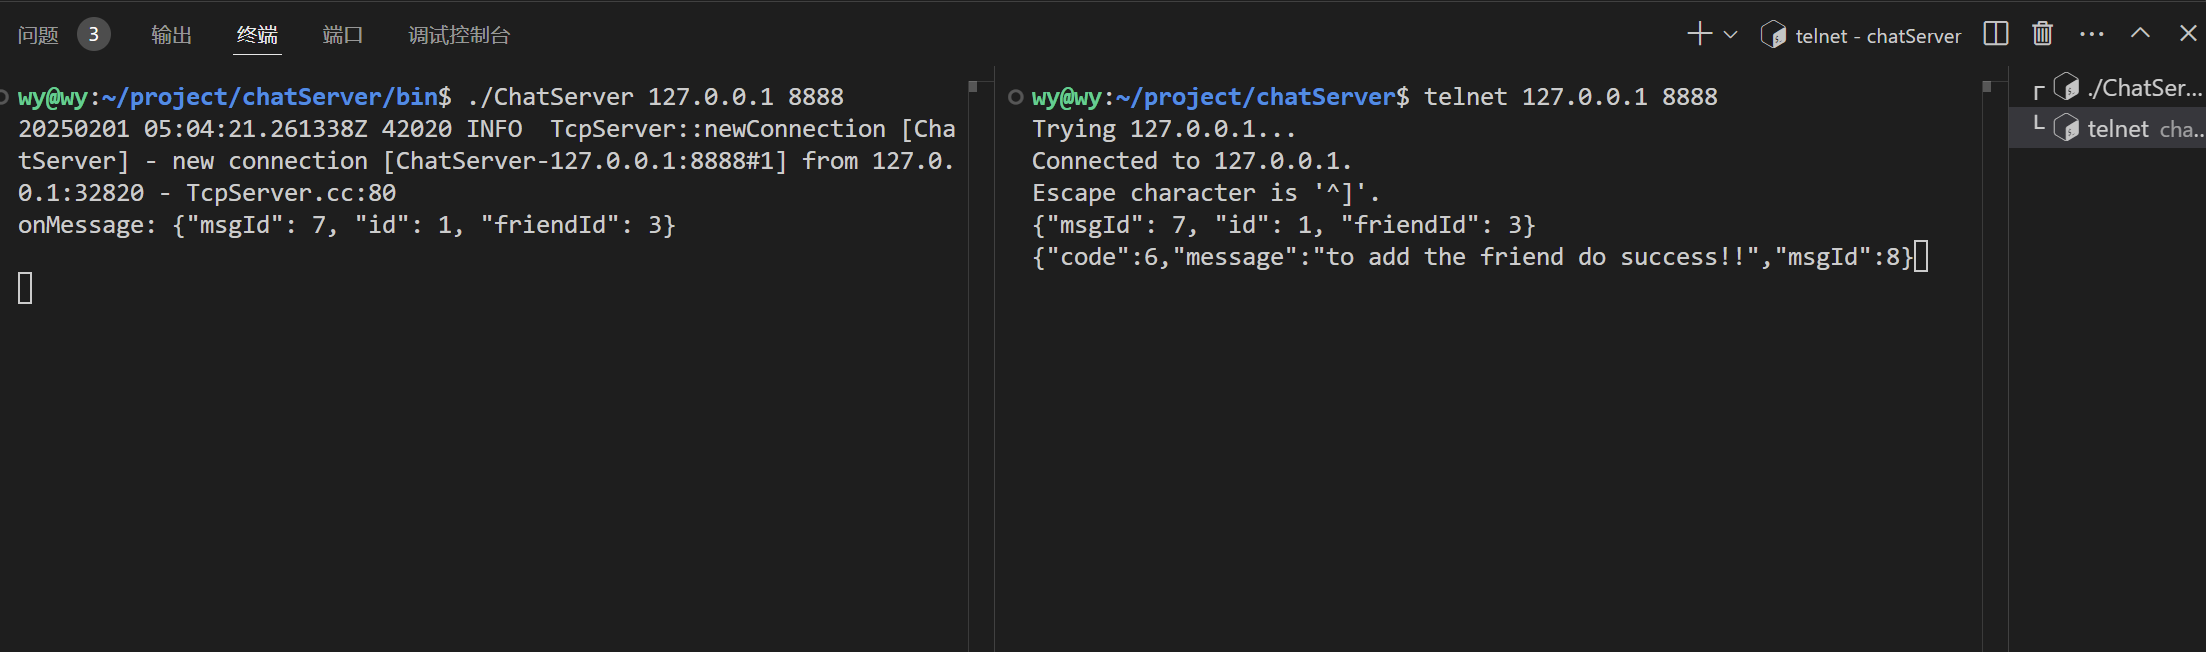 问题 3 输出 终端 端口 调试控制台 telnet - chatServer
wy@wy:~/project/chatServer/bin$ ./ChatServer 127.0.0.1 8888
20250201 05:04:21.261338Z 42020 INFO  TcpServer::newConnection [Cha
tServer] - new connection [ChatServer-127.0.0.1:8888#1] from 127.0.
0.1:32820 - TcpServer.cc:80
onMessage: {"msgId": 7, "id": 1, "friendId": 3}
wy@wy:~/project/chatServer$ telnet 127.0.0.1 8888
Trying 127.0.0.1...
Connected to 127.0.0.1.
Escape character is '^]'.
{"msgId": 7, "id": 1, "friendId": 3}
{"code":6,"message":"to add the friend do success!!","msgId":8}
./ChatSer...
telnet cha...